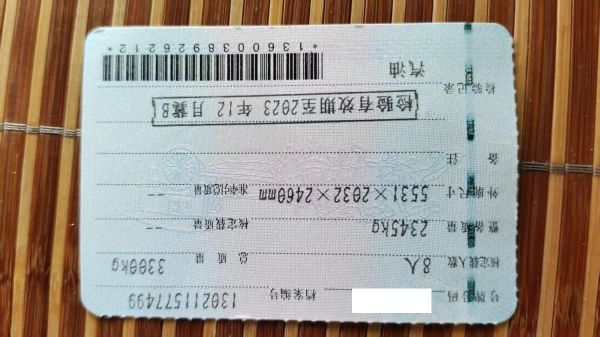 号牌号码 档案编号 130211577499
核定载人数 8人 总质量 3300kg
整备质量 2345kg 核定载质量 --
外廓尺寸 5531×2032×2460mm 准牵引总质量 --
备注
检验有效期至2023年12月冀B
检验记录
汽油
*1360038926212*